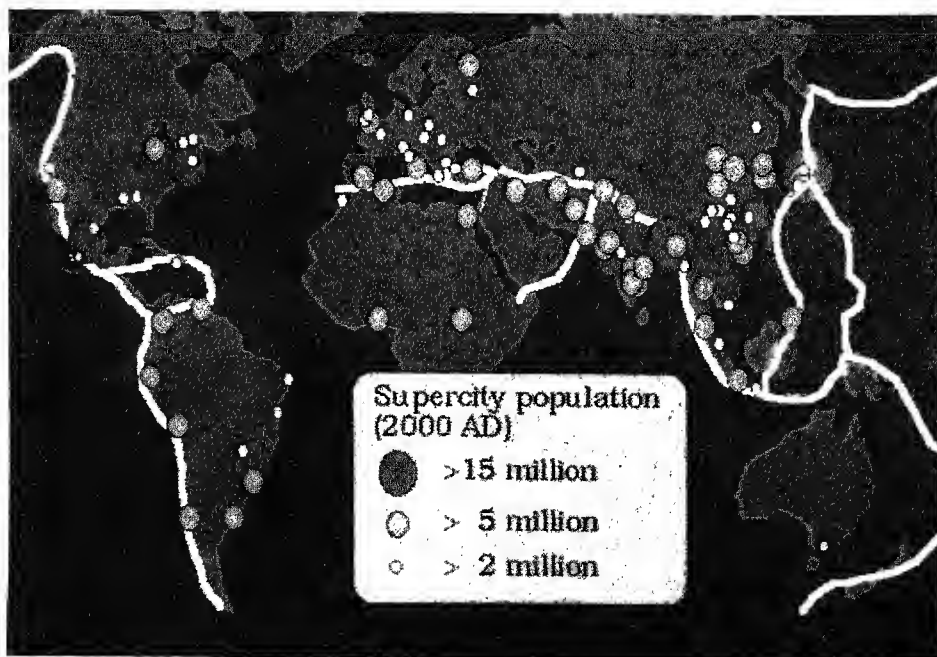 Supercity population
(2000 AD)
>15 million
> 5 million
> 2 million